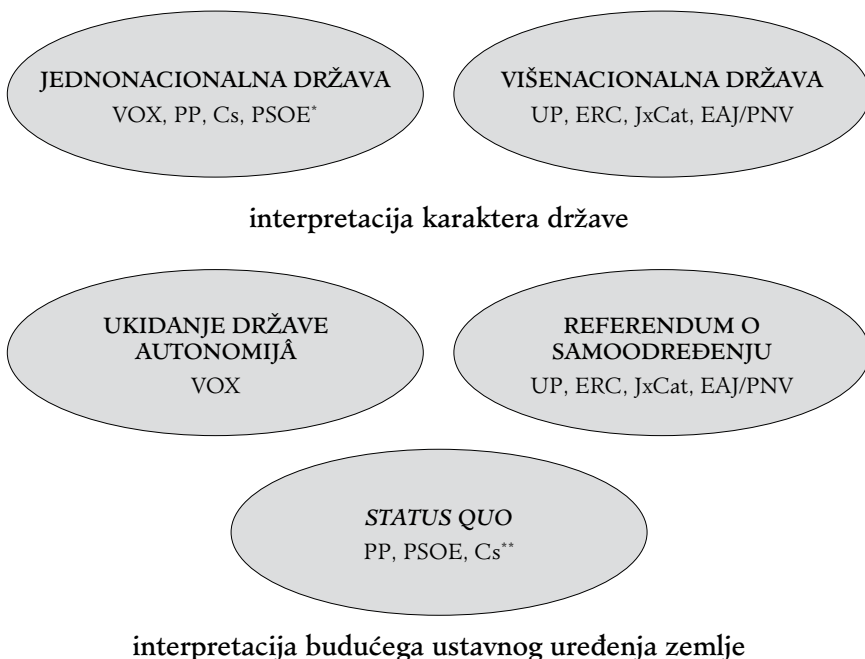 JEDNONACIONALNA DRŽAVA
VOX, PP, Cs, PSOE*
VIŠENACIONALNA DRŽAVA
UP, ERC, JxCat, EAJ/PNV
interpretacija karaktera države
UKIDANJE DRŽAVE
AUTONOMIJÂ
VOX
REFERENDUM O
SAMOODREĐENJU
UP, ERC, JxCat, EAJ/PNV
STATUS QUO
PP, PSOE, Cs**
interpretacija budućega ustavnog uređenja zemlje